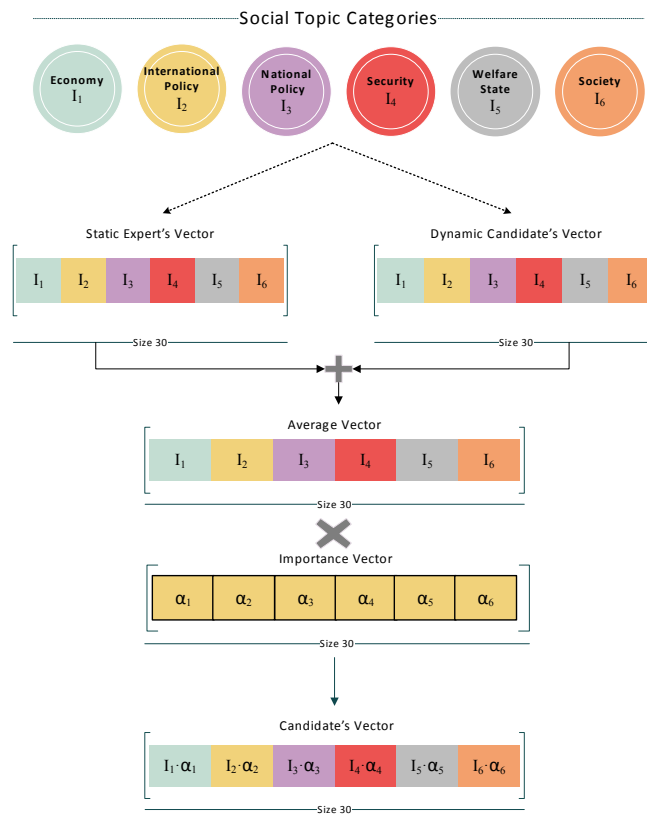 Social Topic Categories
Economy
I1
International
Policy
I2
National
Policy
I3
Security
I4
Welfare
State
I5
Society
I6
Static Expert's Vector
I1 I2 I3 I4 I5 I6
Size 30
Dynamic Candidate's Vector
I1 I2 I3 I4 I5 I6
Size 30
Average Vector
I1 I2 I3 I4 I5 I6
Size 30
Importance Vector
α1 α2 α3 α4 α5 α6
Size 30
Candidate's Vector
I1·α1 I2·α2 I3·α3 I4·α4 I5·α5 I6·α6
Size 30